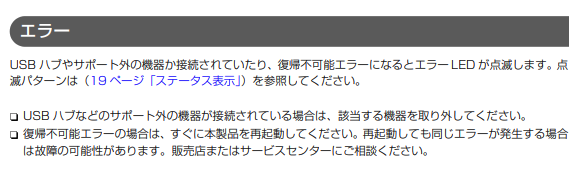 エラー
USB ハブやサポート外の機器が接続されていたり、復帰不可能エラーになるとエラー LED が点滅します。点
滅パターンは（19 ページ「ステータス表示」）を参照してください。
❏ USB ハブなどのサポート外の機器が接続されている場合は、該当する機器を取り外してください。
❏ 復帰不可能エラーの場合は、すぐに本製品を再起動してください。再起動しても同じエラーが発生する場合
は故障の可能性があります。販売店またはサービスセンターにご相談ください。